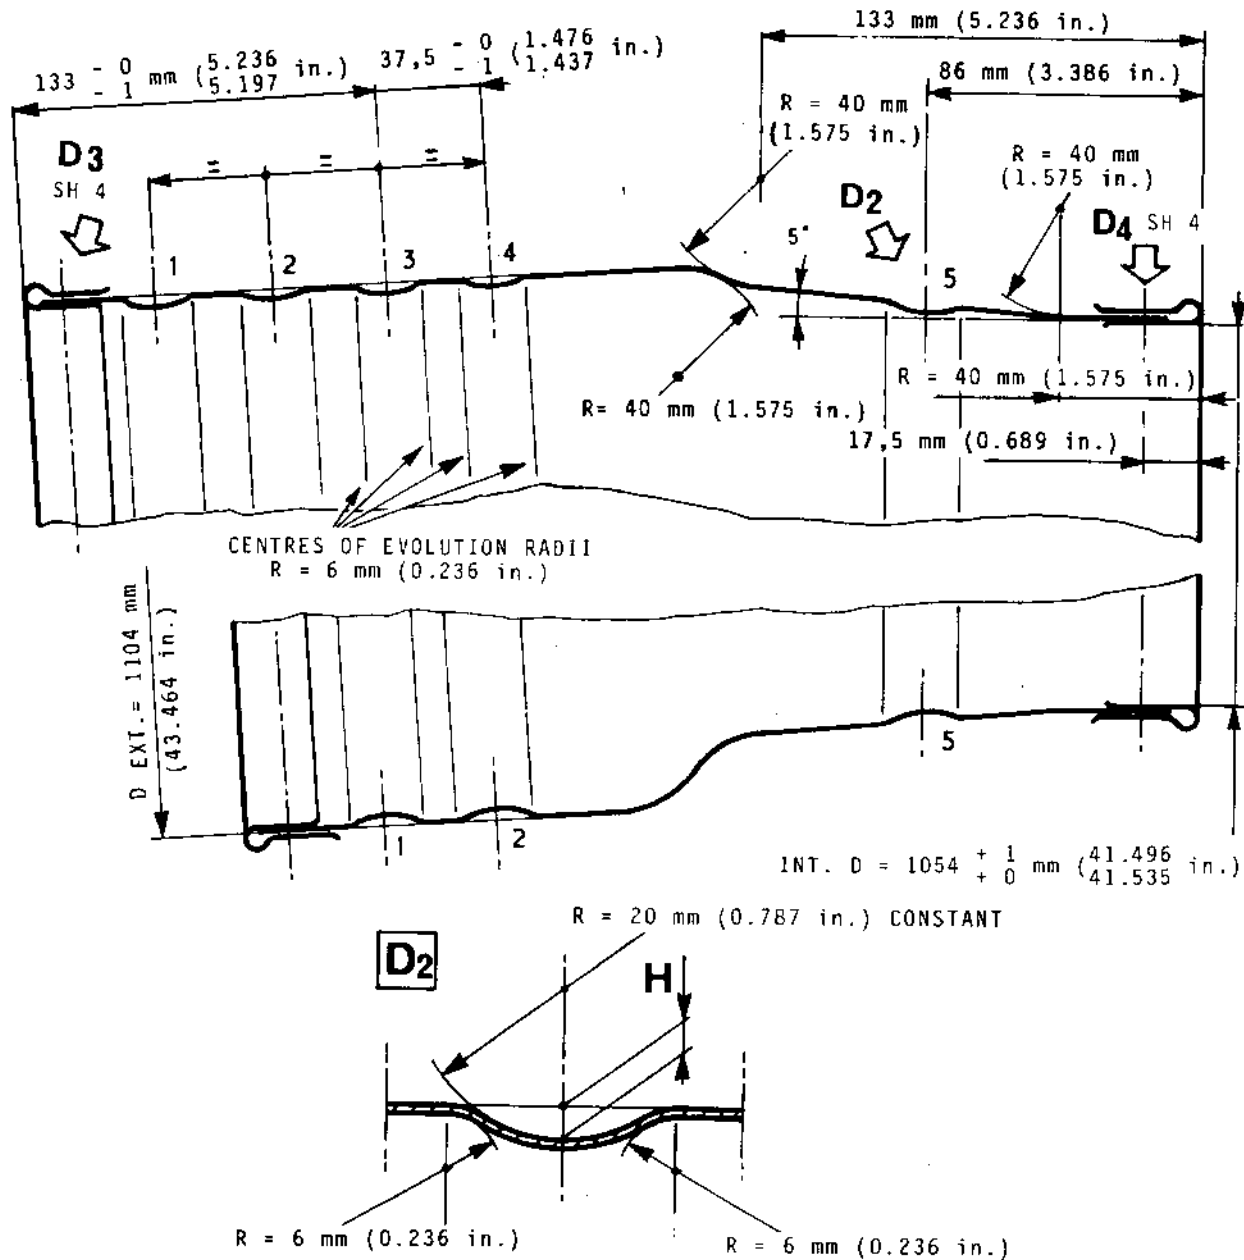 133 mm (5.236 in.)
133 - 0 - 1 mm (5.236 5.197 in.)
37,5 - 0 - 1 (1.476 1.437 in.)
86 mm (3.386 in.)
R = 40 mm
(1.575 in.)
R = 40 mm
(1.575 in.)
D3
SH 4
= = =
D2
D4 SH 4
5°
1 2 3 4
5
R = 40 mm (1.575 in.)
R= 40 mm (1.575 in.)
17,5 mm (0.689 in.)
CENTRES OF EVOLUTION RADII
R = 6 mm (0.236 in.)
D EXT.= 1104 mm
(43.464 in.)
5
1 2
INT. D = 1054 + 1 + 0 mm (41.496 41.535 in.)
R = 20 mm (0.787 in.) CONSTANT
D2
H
R = 6 mm (0.236 in.)
R = 6 mm (0.236 in.)